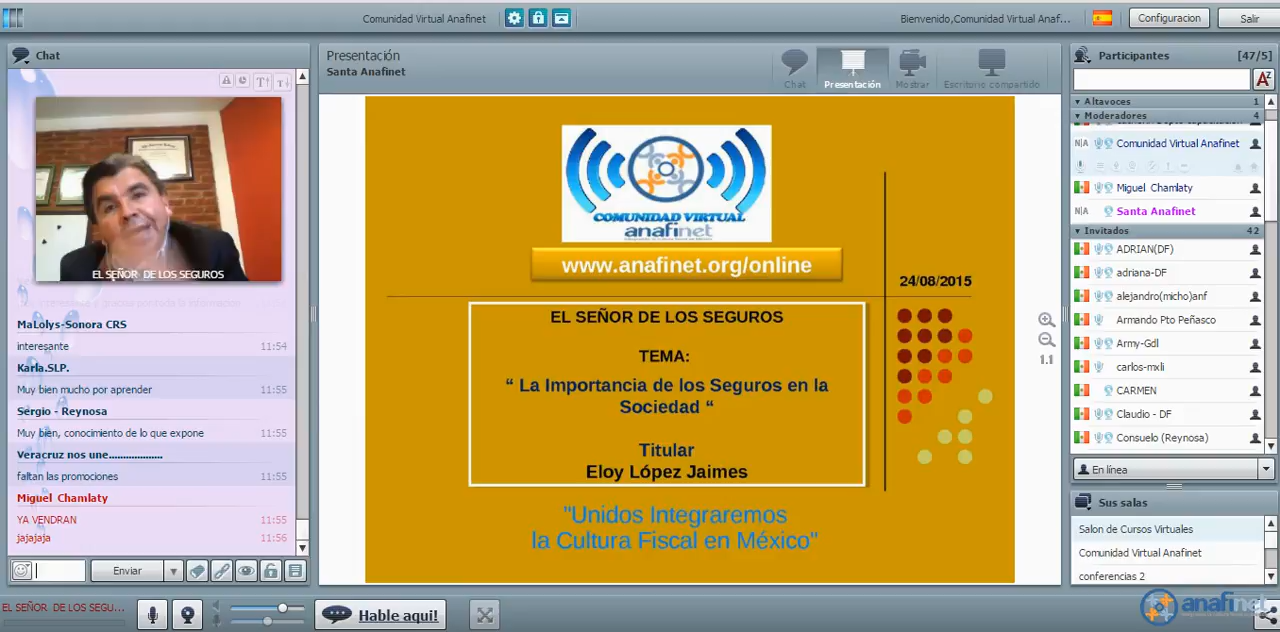 Comunidad Virtual Anafinet
Bienvenido,Comunidad Virtual Anaf...
Configuracion
Salir
Chat
EL SEÑOR DE LOS SEGUROS
MaLolys-Sonora CRS
interesante
11:54
Karla.SLP.
Muy bien mucho por aprender
11:55
Sergio - Reynosa
Muy bien, conocimiento de lo que expone
11:55
Veracruz nos une...................
faltan las promociones
11:55
Miguel Chamlaty
YA VENDRAN
11:55
jajajaja
11:56
Enviar
EL SEÑOR DE LOS SEGU...
Hable aqui!
Presentación
Santa Anafinet
Chat
Presentación
Mostrar
Escritorio compartido
COMUNIDAD VIRTUAL
anafinet
www.anafinet.org/online
24/08/2015
EL SEÑOR DE LOS SEGUROS
TEMA:
“ La Importancia de los Seguros en la
Sociedad “
Titular
Eloy López Jaimes
"Unidos Integraremos
la Cultura Fiscal en México"
1.1
Participantes
[47/5]
Altavoces
1
Moderadores
4
N/A
Comunidad Virtual Anafinet
Miguel Chamlaty
N/A
Santa Anafinet
Invitados
42
ADRIAN(DF)
adriana-DF
alejandro(micho)anf
Armando Pto Peñasco
Army-Gdl
carlos-mxli
CARMEN
Claudio - DF
Consuelo (Reynosa)
En línea
Sus salas
Salon de Cursos Virtuales
Comunidad Virtual Anafinet
conferencias 2
anafinet